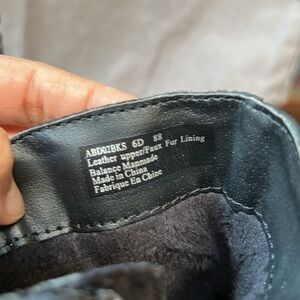 ABD02BKS 6D 88
Leather upper/Faux Fur Lining
Balance Manmade
Made in China
Fabrique En Chine